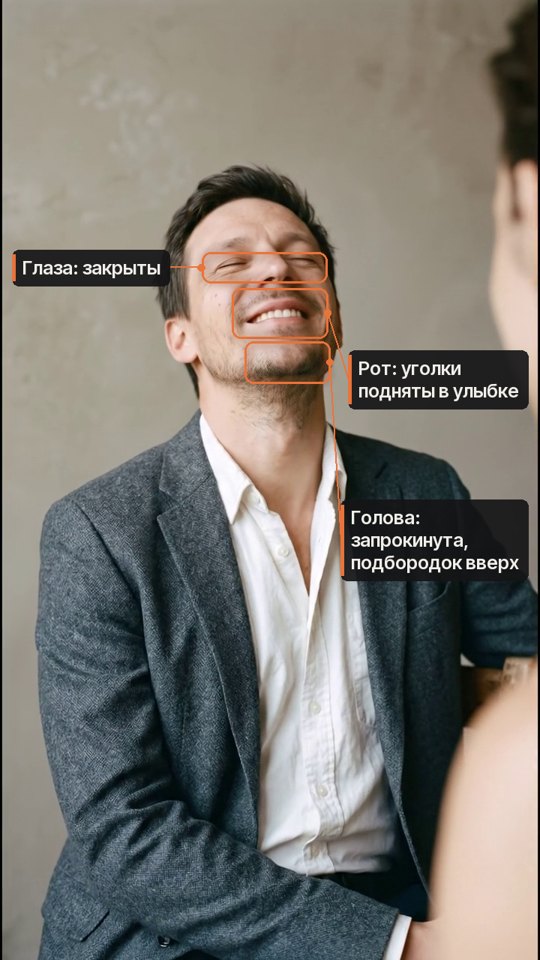 Глаза: закрыты
Рот: уголки
подняты в улыбке
Голова:
запрокинута,
подбородок вверх